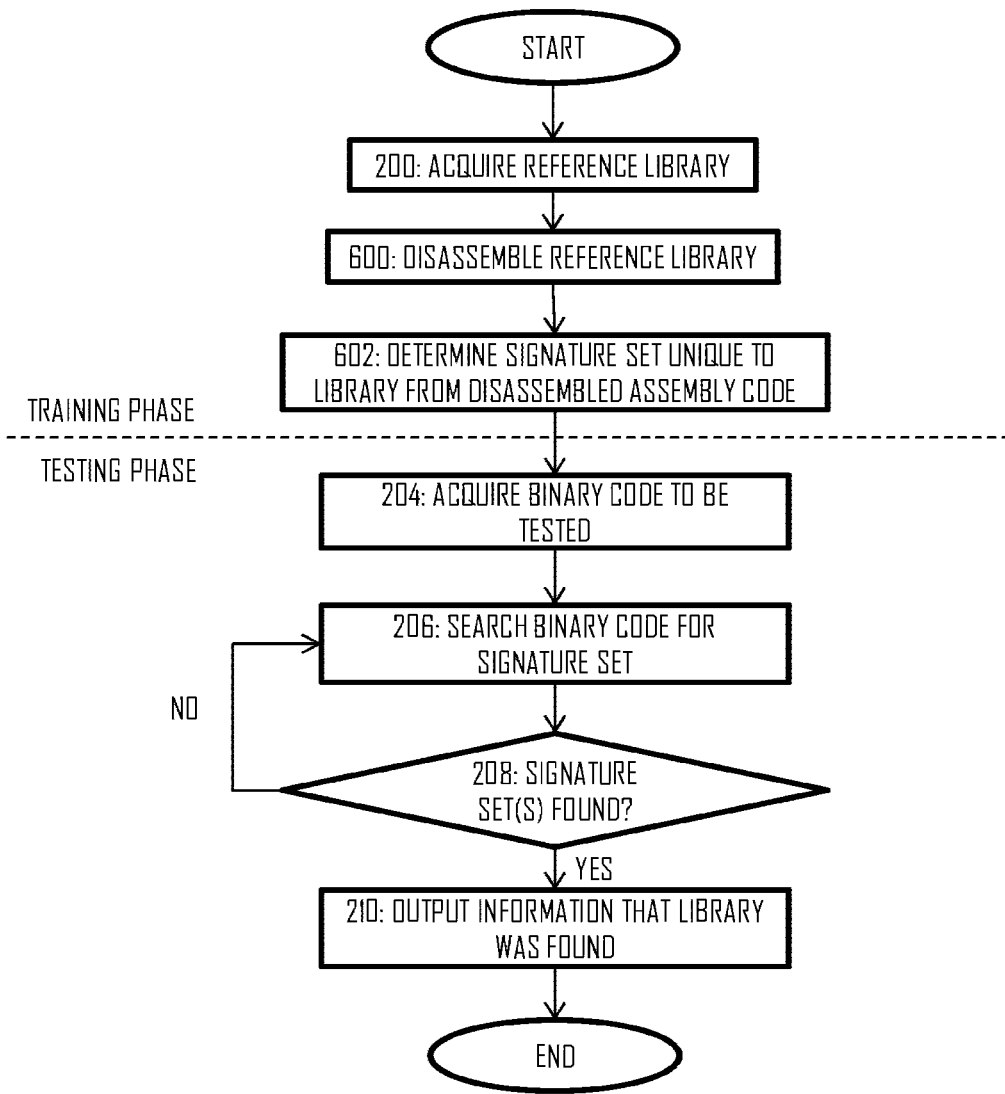 START
200: ACQUIRE REFERENCE LIBRARY
600: DISASSEMBLE REFERENCE LIBRARY
602: DETERMINE SIGNATURE SET UNIQUE TO
LIBRARY FROM DISASSEMBLED ASSEMBLY CODE
TRAINING PHASE
TESTING PHASE
204: ACQUIRE BINARY CODE TO BE
TESTED
206: SEARCH BINARY CODE FOR
SIGNATURE SET
NO
208: SIGNATURE
SET(S) FOUND?
YES
210: OUTPUT INFORMATION THAT LIBRARY
WAS FOUND
END